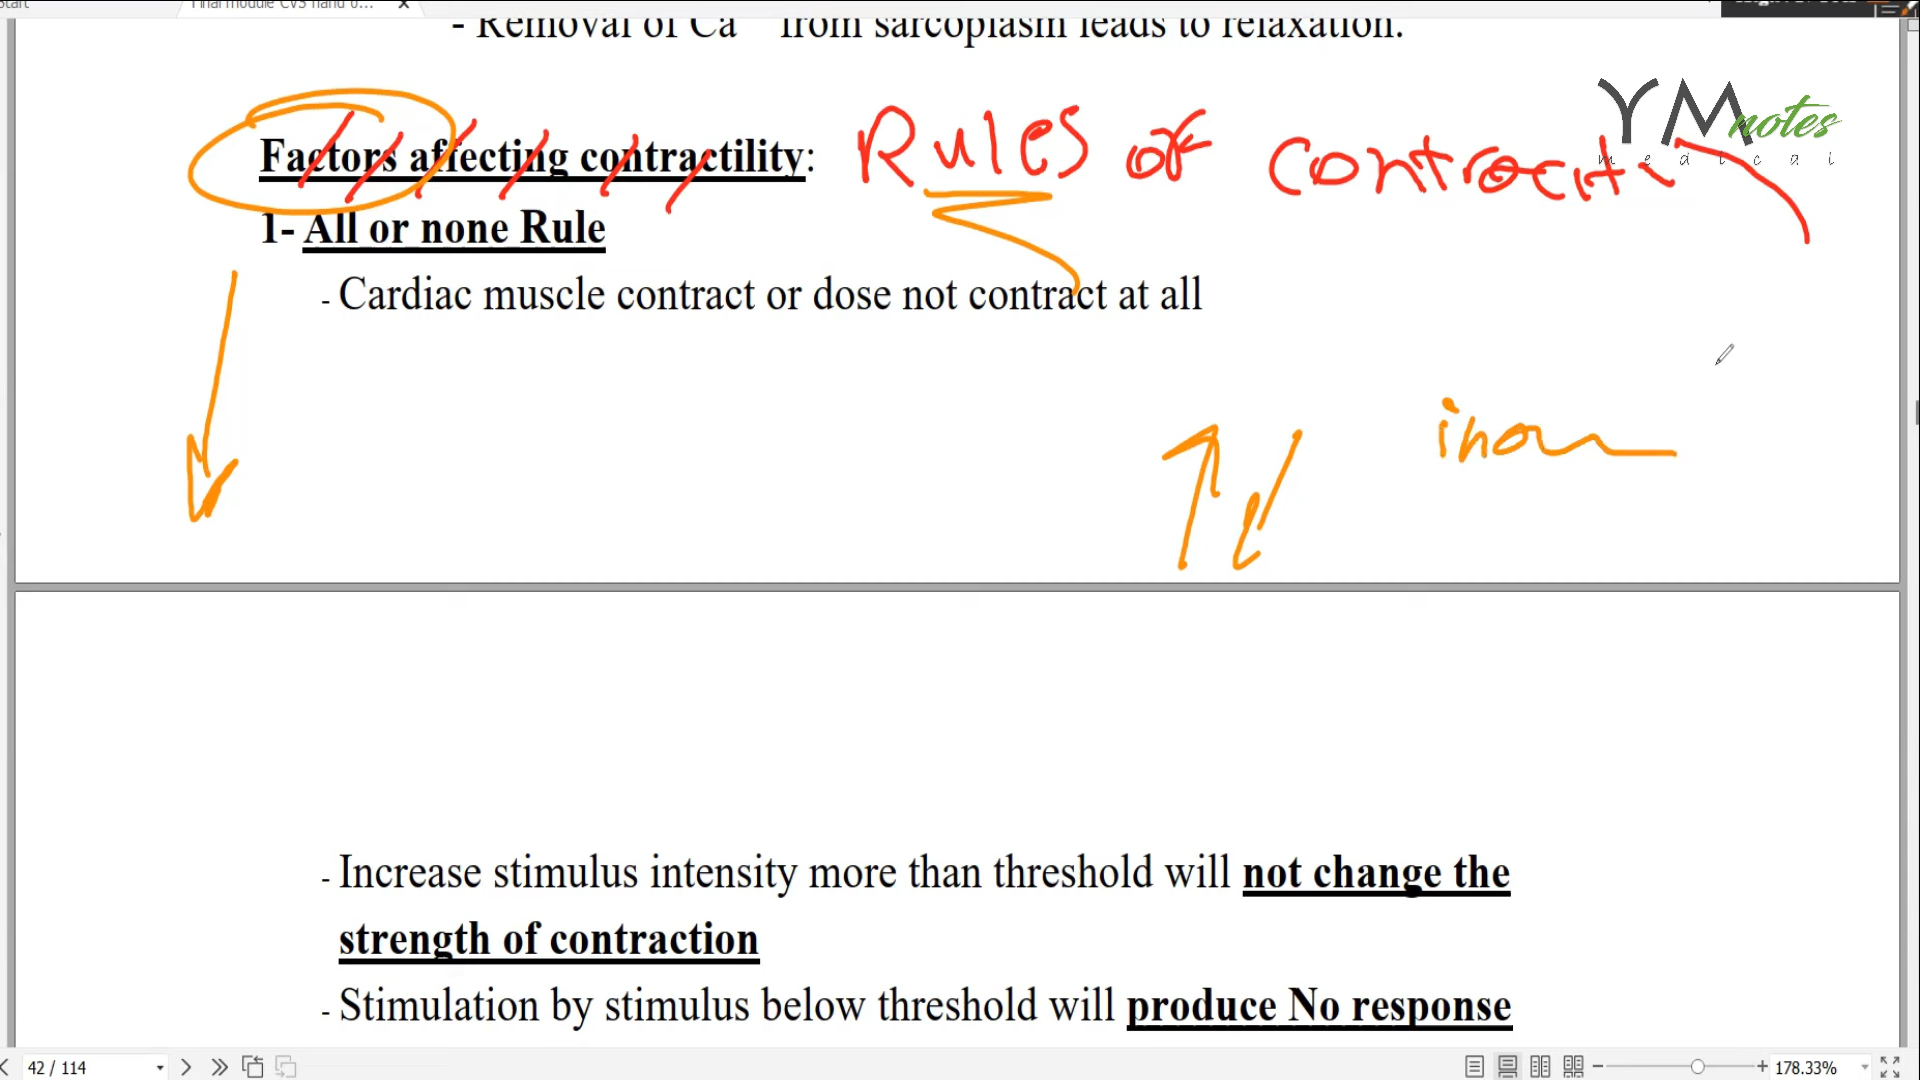 - Removal of Ca from sarcoplasm leads to relaxation.
YM notes
medical
Factors affecting contractility: Rules of
1- All or none Rule
- Cardiac muscle contract or dose not contract at all
- Increase stimulus intensity more than threshold will not change the
strength of contraction
- Stimulation by stimulus below threshold will produce No response
42 / 114
178.33%